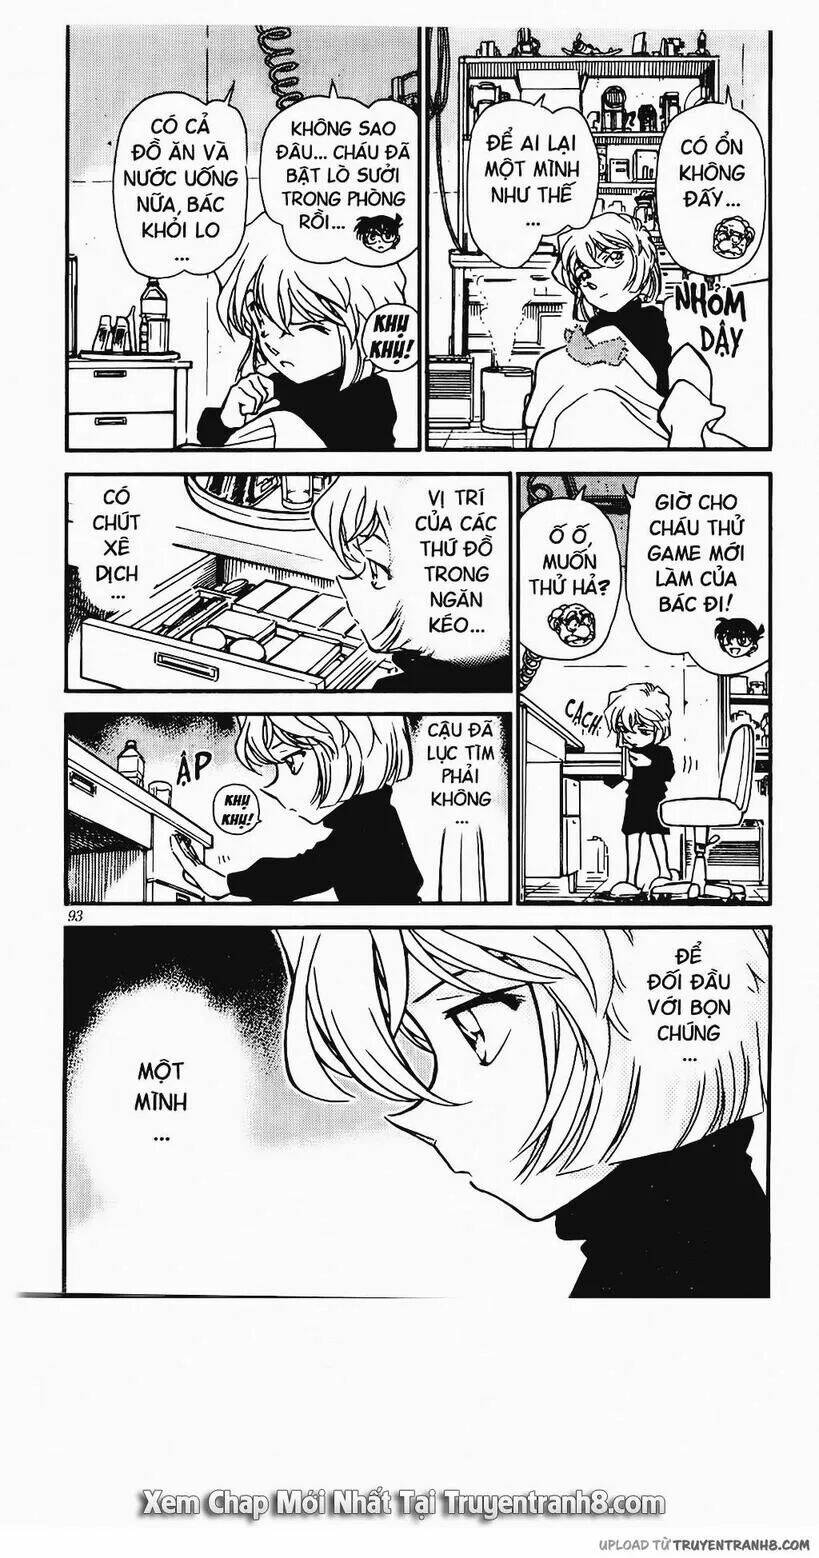 CÓ ỔN
KHÔNG
ĐẤY...
ĐỂ AI LẠI
MỘT MÌNH
NHƯ THẾ
...
NHỎM
DẬY
KHÔNG SAO
ĐÂU... CHÁU ĐÃ
BẬT LÒ SƯỞI
TRONG PHÒNG
RỒI...
CÓ CẢ
ĐỒ ĂN VÀ
NƯỚC UỐNG
NỮA, BÁC
KHỎI LO
...
KHỤ
KHỤ!
GIỜ CHO
CHÁU THỬ
GAME MỚI
LÀM CỦA
BÁC ĐI!
Ố Ố,
MUỐN
THỬ HẢ?
CẠCH
VỊ TRÍ
CỦA CÁC
THỨ ĐỒ
TRONG
NGĂN
KÉO...
CÓ
CHÚT
XÊ
DỊCH
...
CẬU ĐÃ
LỤC TÌM
PHẢI
KHÔNG
...
ẬP
KHỤ
KHỤ!
93
ĐỂ
ĐỐI ĐẦU
VỚI BỌN
CHÚNG
...
MỘT
MÌNH
...
Xem Chap Mới Nhất Tại Truyentranh8.com
UPLOAD TỪ TRUYENTRANH8.COM